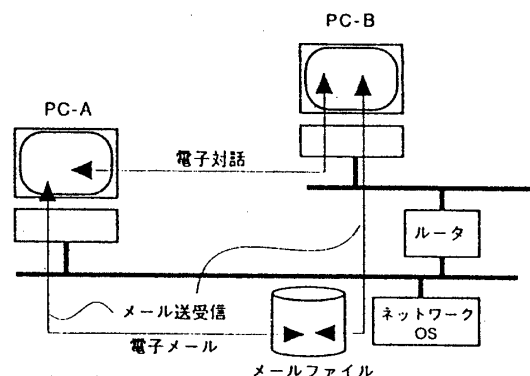 PC-B
PC-A
電子対話
ルータ
メール送受信
電子メール
ネットワーク
OS
メールファイル